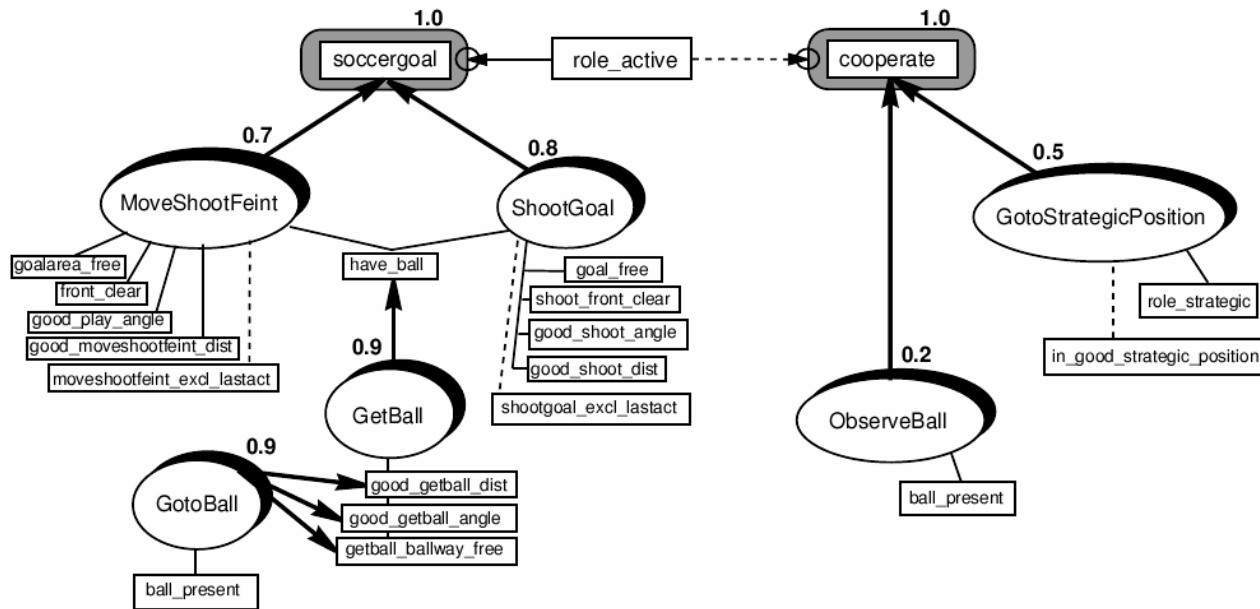 1.0
1.0
soccergoal
role_active
cooperate
0.7
0.8
0.5
MoveShootFeint
ShootGoal
GotoStrategicPosition
goalarea_free
have_ball
goal_free
front_clear
shoot_front_clear
role_strategic
good_play_angle
good_shoot_angle
good_moveshootfeint_dist
0.9
good_shoot_dist
0.2
in_good_strategic_position
moveshootfeint_excl_lastact
shootgoal_excl_lastact
GetBall
ObserveBall
0.9
good_getball_dist
ball_present
GotoBall
good_getball_angle
getball_ballway_free
ball_present